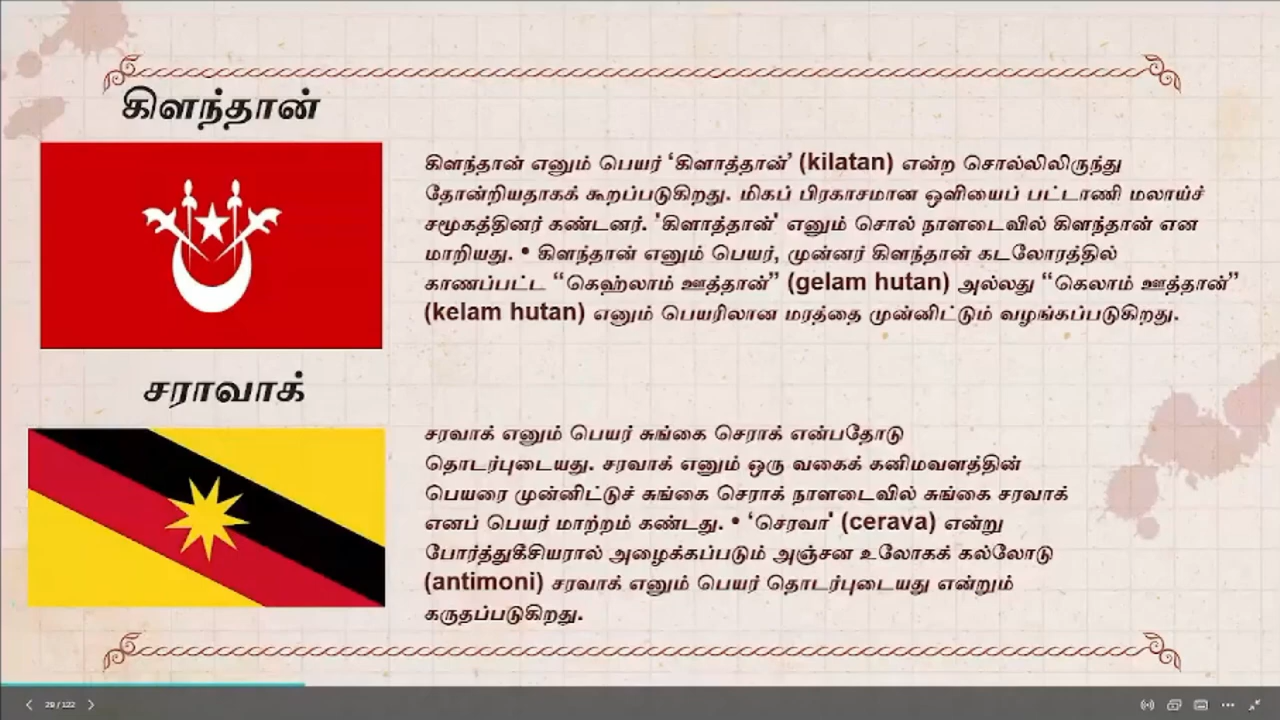 கிளந்தான்
கிளந்தான் எனும் பெயர் ‘கிளாத்தான்’ (kilatan) என்ற சொல்லிலிருந்து
தோன்றியதாகக் கூறப்படுகிறது. மிகப் பிரகாசமான ஒளியைப் பட்டாணி மலாய்ச்
சமூகத்தினர் கண்டனர். 'கிளாத்தான்' எனும் சொல் நாளடைவில் கிளந்தான் என
மாறியது. • கிளந்தான் எனும் பெயர், முன்னர் கிளந்தான் கடலோரத்தில்
காணப்பட்ட “கெஹ்லாம் ஊத்தான்” (gelam hutan) அல்லது “கெலாம் ஊத்தான்”
(kelam hutan) எனும் பெயரிலான மரத்தை முன்னிட்டும் வழங்கப்படுகிறது.
சராவாக்
சரவாக் எனும் பெயர் சுங்கை செராக் என்பதோடு
தொடர்புடையது. சரவாக் எனும் ஒரு வகைக் கனிமவளத்தின்
பெயரை முன்னிட்டுச் சுங்கை செராக் நாளடைவில் சுங்கை சரவாக்
எனப் பெயர் மாற்றம் கண்டது. • ‘செரவா' (cerava) என்று
போர்த்துகீசியரால் அழைக்கப்படும் அஞ்சன உலோகக் கல்லோடு
(antimoni) சரவாக் எனும் பெயர் தொடர்புடையது என்றும்
கருதப்படுகிறது.
29 / 122